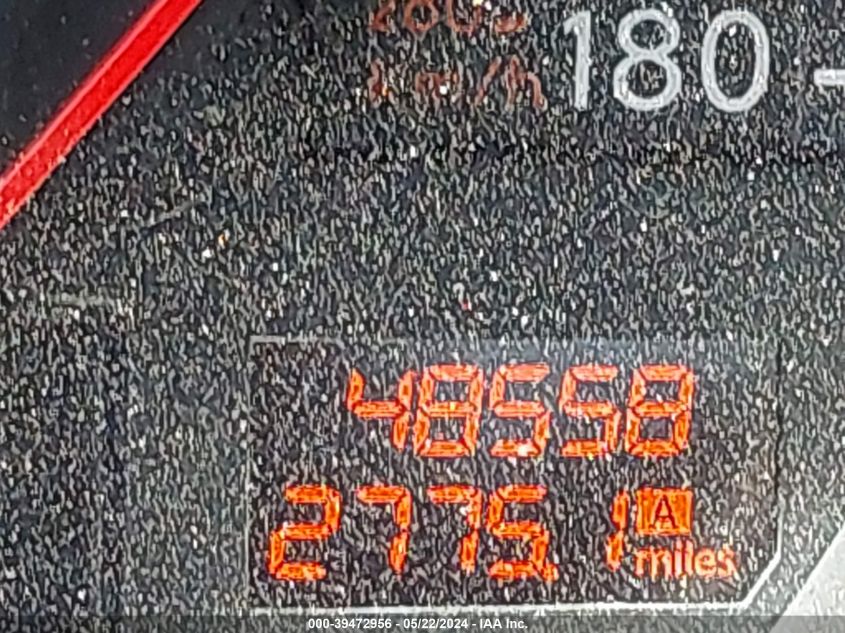 180
km/h
48558
2775.1 A
miles
000-39472956 - 05/22/2024 - IAA Inc.